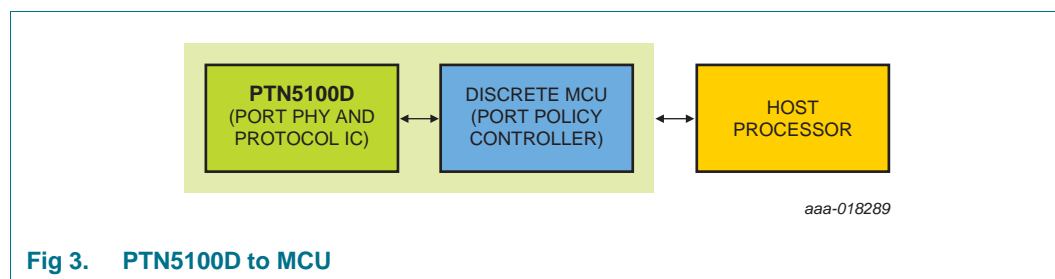 PTN5100D
(PORT PHY AND
PROTOCOL IC)
DISCRETE MCU
(PORT POLICY
CONTROLLER)
HOST
PROCESSOR
aaa-018289
Fig 3. PTN5100D to MCU